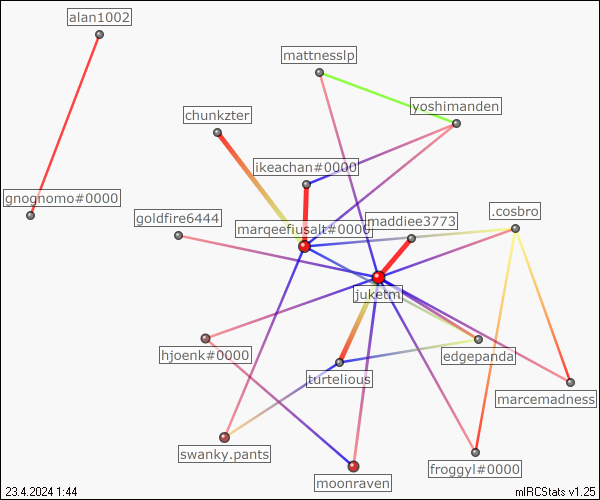 alan1002
mattnesslp
yoshimanden
chunkzter
ikeachan#0000
gnognomo#0000
goldfire6444
marqeefiusalt#0000
maddiee3773
.cosbro
juketm
hjoenk#0000
edgepanda
turtelious
marcemadness
swanky.pants
moonraven
froggyl#0000
23.4.2024 1:44
mIRCStats v1.25